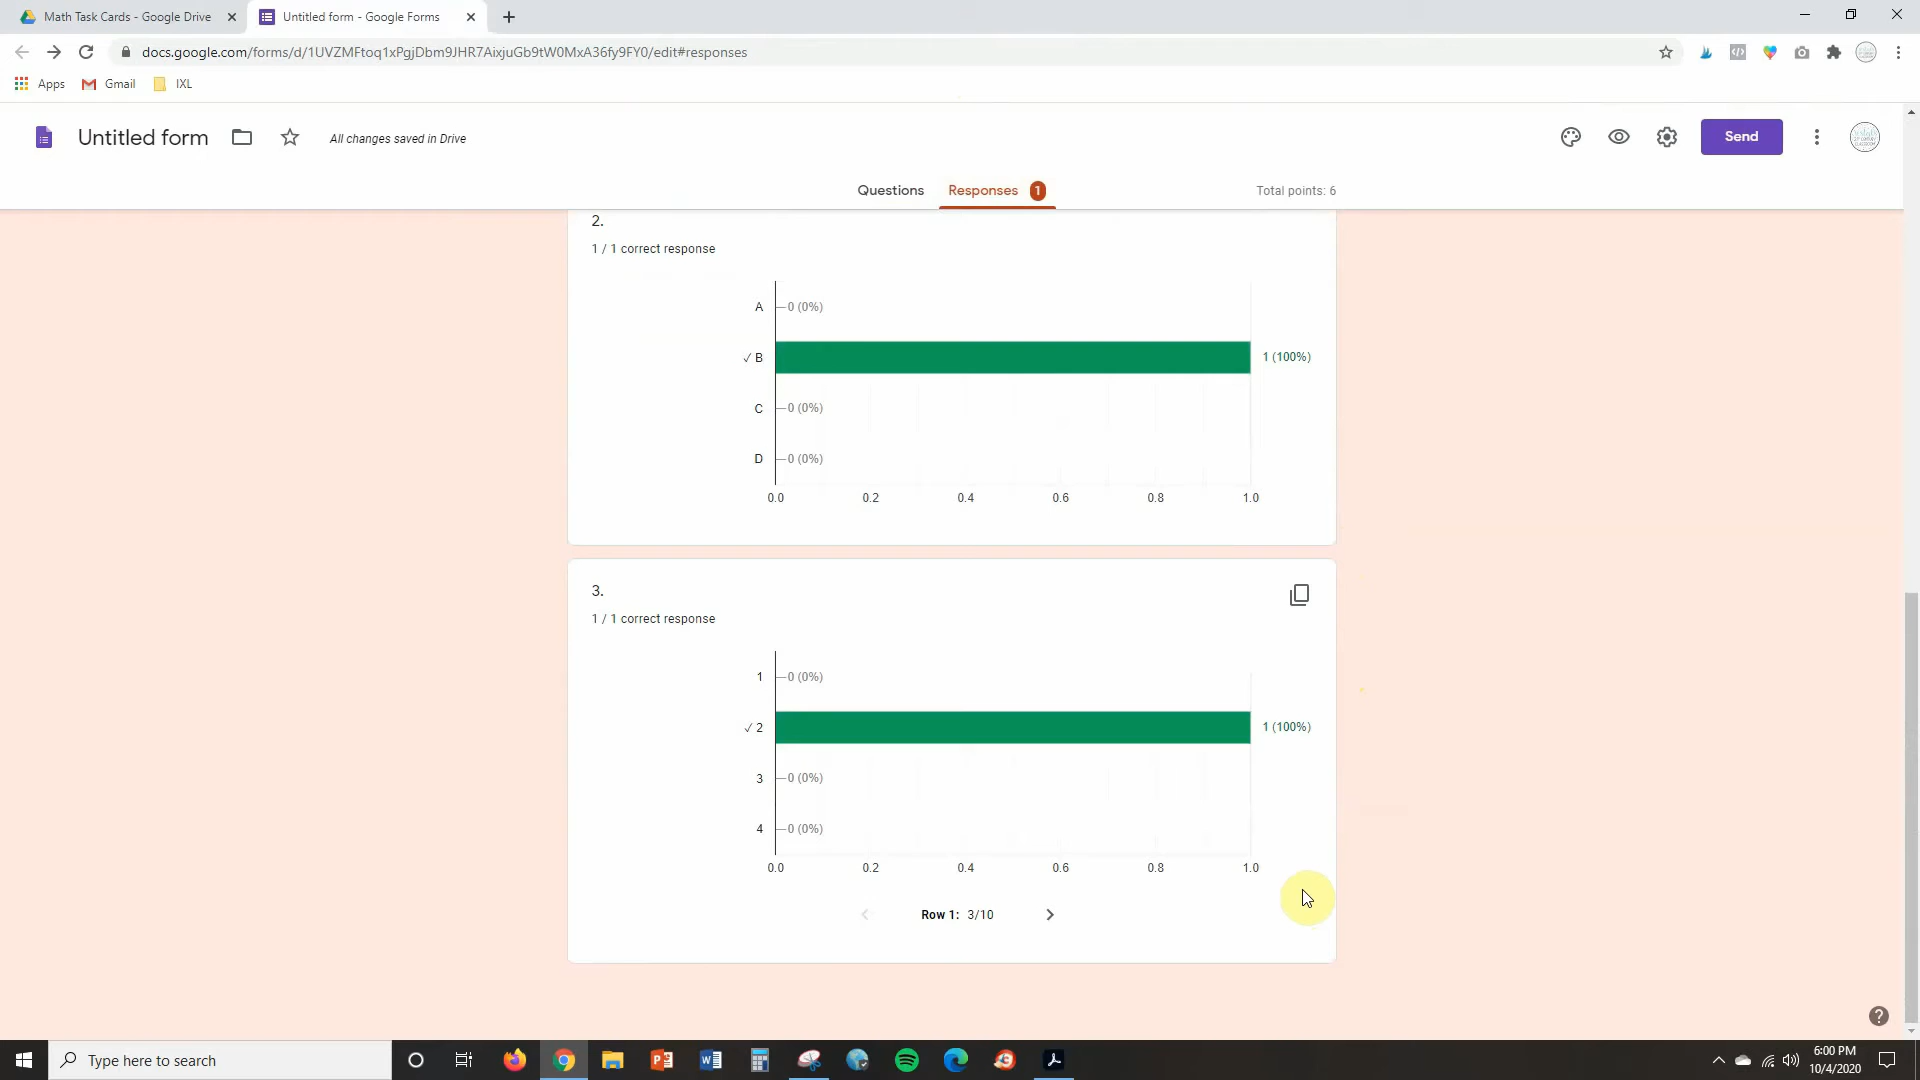 Math Task Cards - Google Drive
Untitled form - Google Forms
docs.google.com/forms/d/1UVZMFtoq1xPgjDbm9JHR7AixjuGb9tW0MxA36fy9FY0/edit#responses
Apps
Gmail
IXL
Untitled form
All changes saved in Drive
Send
Questions
Responses 1
Total points: 6
2.
1 / 1 correct response
A 0 (0%)
✓ B 1 (100%)
C 0 (0%)
D 0 (0%)
0.0 0.2 0.4 0.6 0.8 1.0
3.
1 / 1 correct response
1 0 (0%)
✓ 2 1 (100%)
3 0 (0%)
4 0 (0%)
0.0 0.2 0.4 0.6 0.8 1.0
Row 1: 3/10
Type here to search
6:00 PM
10/4/2020